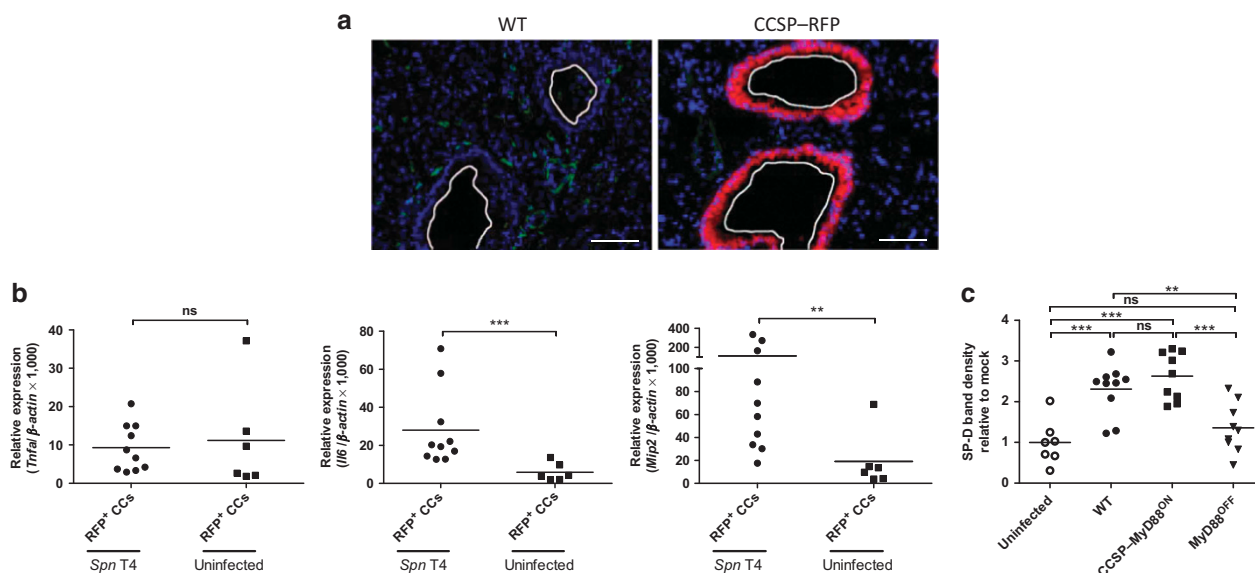 a
WT
CCSP–RFP
b
ns
Relative expression
(Tnfa/ β-actin × 1,000)
40
30
20
10
0
RFP+ CCs
RFP+ CCs
Spn T4
Uninfected
***
Relative expression
(Il6 /β-actin × 1,000)
80
60
40
20
0
RFP+ CCs
RFP+ CCs
Spn T4
Uninfected
**
Relative expression
(Mip2 /β-actin × 1,000)
400
300
200
100
80
60
40
20
0
RFP+ CCs
RFP+ CCs
Spn T4
Uninfected
c
**
ns
***
***
ns
***
SP-D band density
relative to mock
5
4
3
2
1
0
Uninfected
WT
CCSP–MyD88ON
MyD88OFF